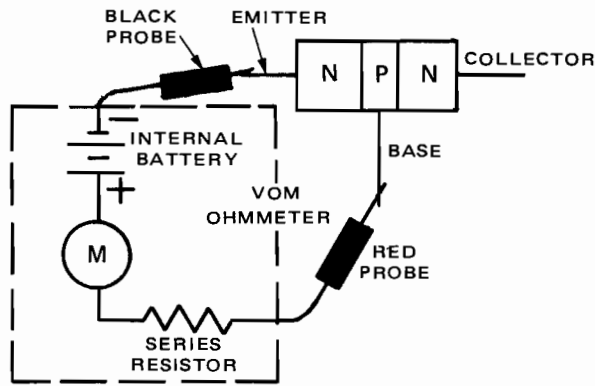 BLACK
PROBE
EMITTER
N P N
COLLECTOR
−
INTERNAL
BATTERY
+
BASE
VOM
OHMMETER
M
RED
PROBE
SERIES
RESISTOR